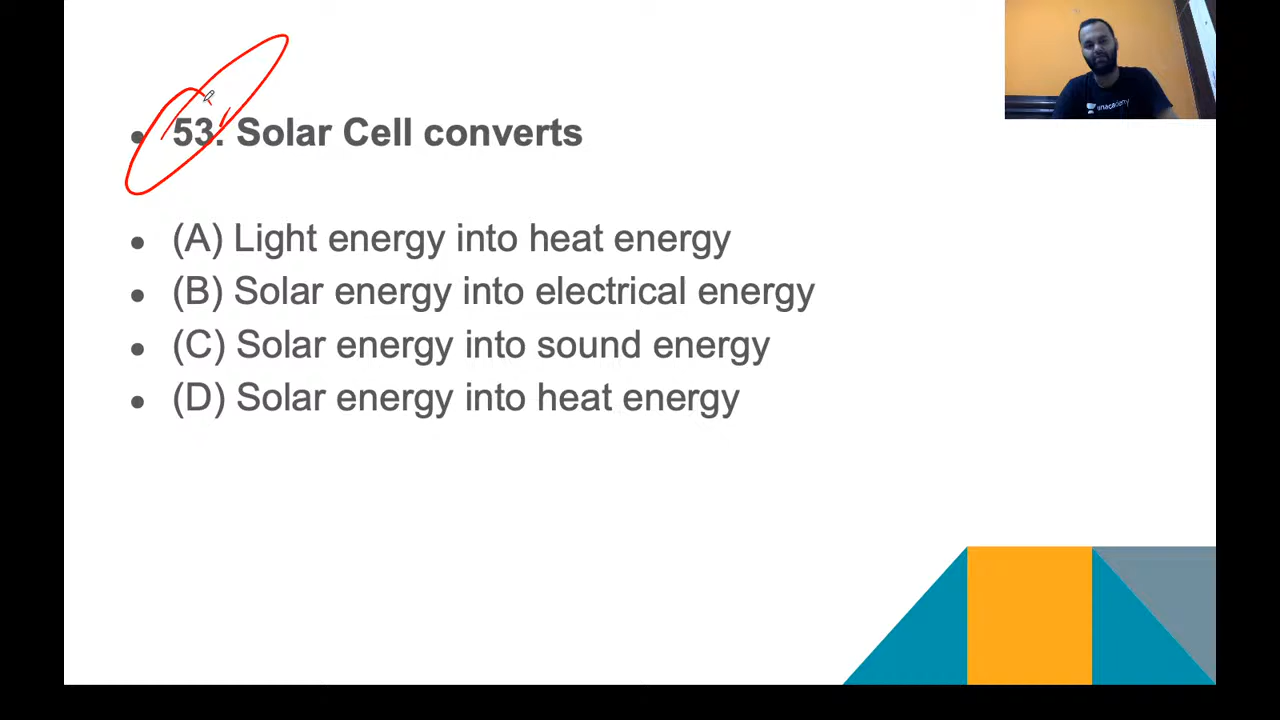 53. Solar Cell converts
(A) Light energy into heat energy
(B) Solar energy into electrical energy
(C) Solar energy into sound energy
(D) Solar energy into heat energy
unacademy